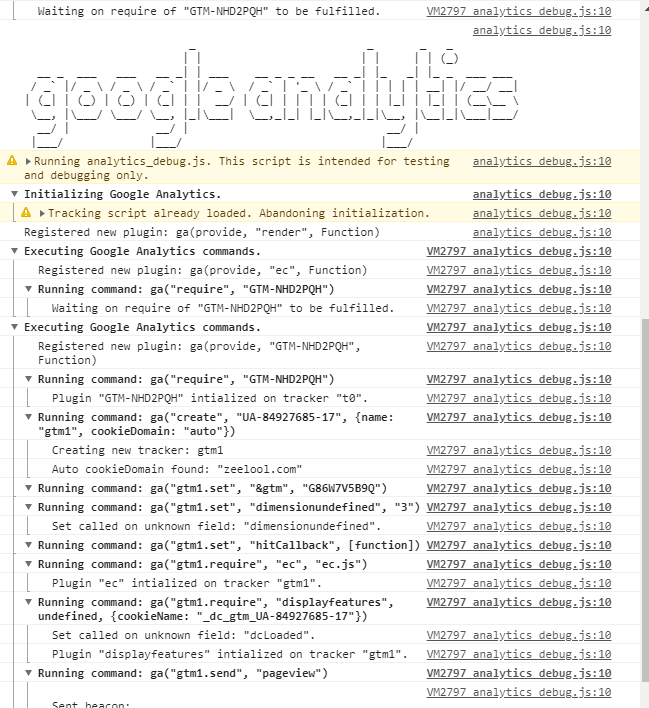 Waiting on require of "GTM-NHD2PQH" to be fulfilled. VM2797 analytics_debug.js:10
analytics_debug.js:10
google analytics
Running analytics_debug.js. This script is intended for testing analytics_debug.js:10
and debugging only.
Initializing Google Analytics. analytics_debug.js:10
Tracking script already loaded. Abandoning initialization. analytics_debug.js:10
Registered new plugin: ga(provide, "render", Function) analytics_debug.js:10
Executing Google Analytics commands. VM2797 analytics_debug.js:10
Registered new plugin: ga(provide, "ec", Function) VM2797 analytics_debug.js:10
Running command: ga("require", "GTM-NHD2PQH") VM2797 analytics_debug.js:10
Waiting on require of "GTM-NHD2PQH" to be fulfilled. VM2797 analytics_debug.js:10
Executing Google Analytics commands. VM2797 analytics_debug.js:10
Registered new plugin: ga(provide, "GTM-NHD2PQH", VM2797 analytics_debug.js:10
Function)
Running command: ga("require", "GTM-NHD2PQH") VM2797 analytics_debug.js:10
Plugin "GTM-NHD2PQH" intialized on tracker "t0". VM2797 analytics_debug.js:10
Running command: ga("create", "UA-84927685-17", {name: VM2797 analytics_debug.js:10
"gtm1", cookieDomain: "auto"})
Creating new tracker: gtm1 VM2797 analytics_debug.js:10
Auto cookieDomain found: "zeelool.com" VM2797 analytics_debug.js:10
Running command: ga("gtm1.set", "&gtm", "G86W7V5B9Q") VM2797 analytics_debug.js:10
Running command: ga("gtm1.set", "dimensionundefined", "3") VM2797 analytics_debug.js:10
Set called on unknown field: "dimensionundefined". VM2797 analytics_debug.js:10
Running command: ga("gtm1.set", "hitCallback", [function]) VM2797 analytics_debug.js:10
Running command: ga("gtm1.require", "ec", "ec.js") VM2797 analytics_debug.js:10
Plugin "ec" intialized on tracker "gtm1". VM2797 analytics_debug.js:10
Running command: ga("gtm1.require", "displayfeatures", VM2797 analytics_debug.js:10
undefined, {cookieName: "_dc_gtm_UA-84927685-17"})
Set called on unknown field: "dcLoaded". VM2797 analytics_debug.js:10
Plugin "displayfeatures" intialized on tracker "gtm1". VM2797 analytics_debug.js:10
Running command: ga("gtm1.send", "pageview") VM2797 analytics_debug.js:10
VM2797 analytics_debug.js:10
Sent beacon: